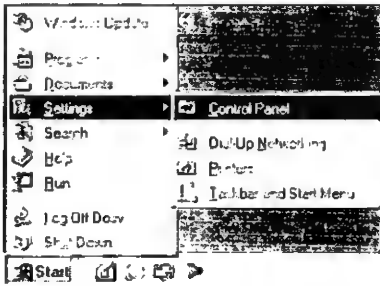 Windows Update
Programs
Documents
Settings
Control Panel
Search
Dial-Up Networking
Help
Printers
Run
Taskbar and Start Menu
Log Off
Shut Down
Start